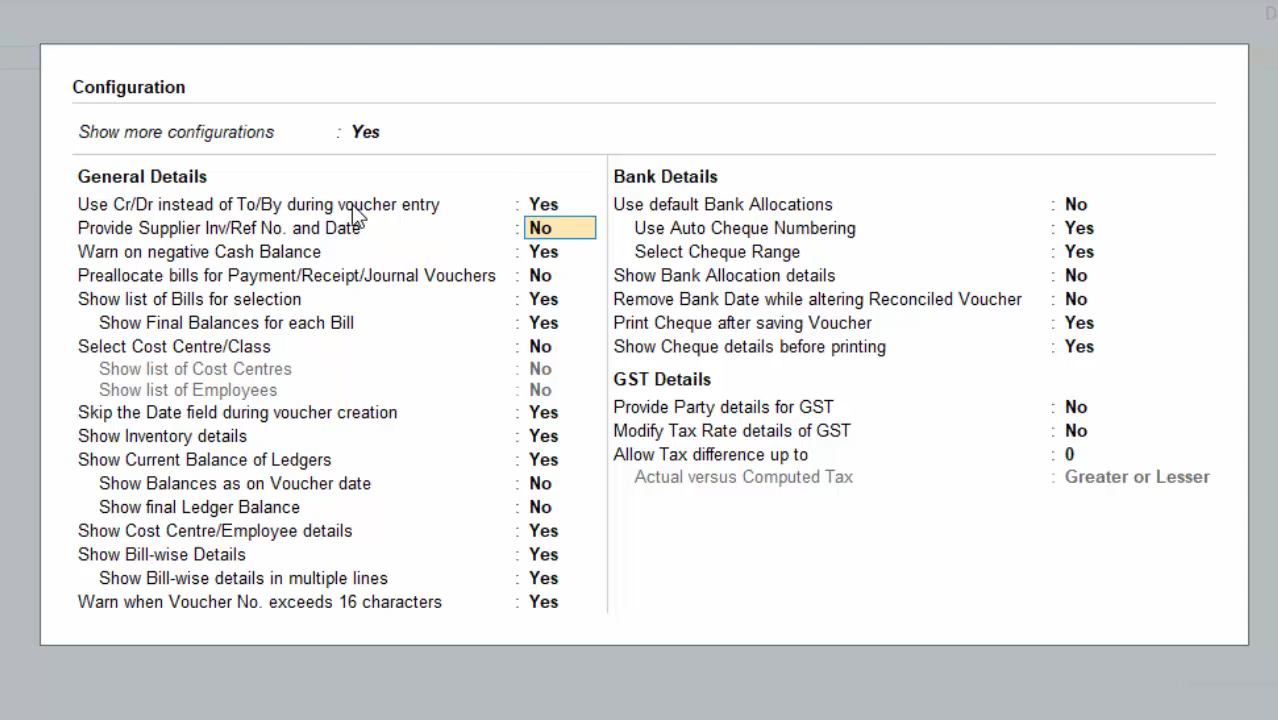 D
Configuration
Show more configurations : Yes
General Details
Use Cr/Dr instead of To/By during voucher entry : Yes
Provide Supplier Inv/Ref No. and Date : No
Warn on negative Cash Balance : Yes
Preallocate bills for Payment/Receipt/Journal Vouchers : No
Show list of Bills for selection : Yes
Show Final Balances for each Bill : Yes
Select Cost Centre/Class : No
Show list of Cost Centres : No
Show list of Employees : No
Skip the Date field during voucher creation : Yes
Show Inventory details : Yes
Show Current Balance of Ledgers : Yes
Show Balances as on Voucher date : No
Show final Ledger Balance : No
Show Cost Centre/Employee details : Yes
Show Bill-wise Details : Yes
Show Bill-wise details in multiple lines : Yes
Warn when Voucher No. exceeds 16 characters : Yes
Bank Details
Use default Bank Allocations : No
Use Auto Cheque Numbering : Yes
Select Cheque Range : Yes
Show Bank Allocation details : No
Remove Bank Date while altering Reconciled Voucher : No
Print Cheque after saving Voucher : Yes
Show Cheque details before printing : Yes
GST Details
Provide Party details for GST : No
Modify Tax Rate details of GST : No
Allow Tax difference up to : 0
Actual versus Computed Tax : Greater or Lesser